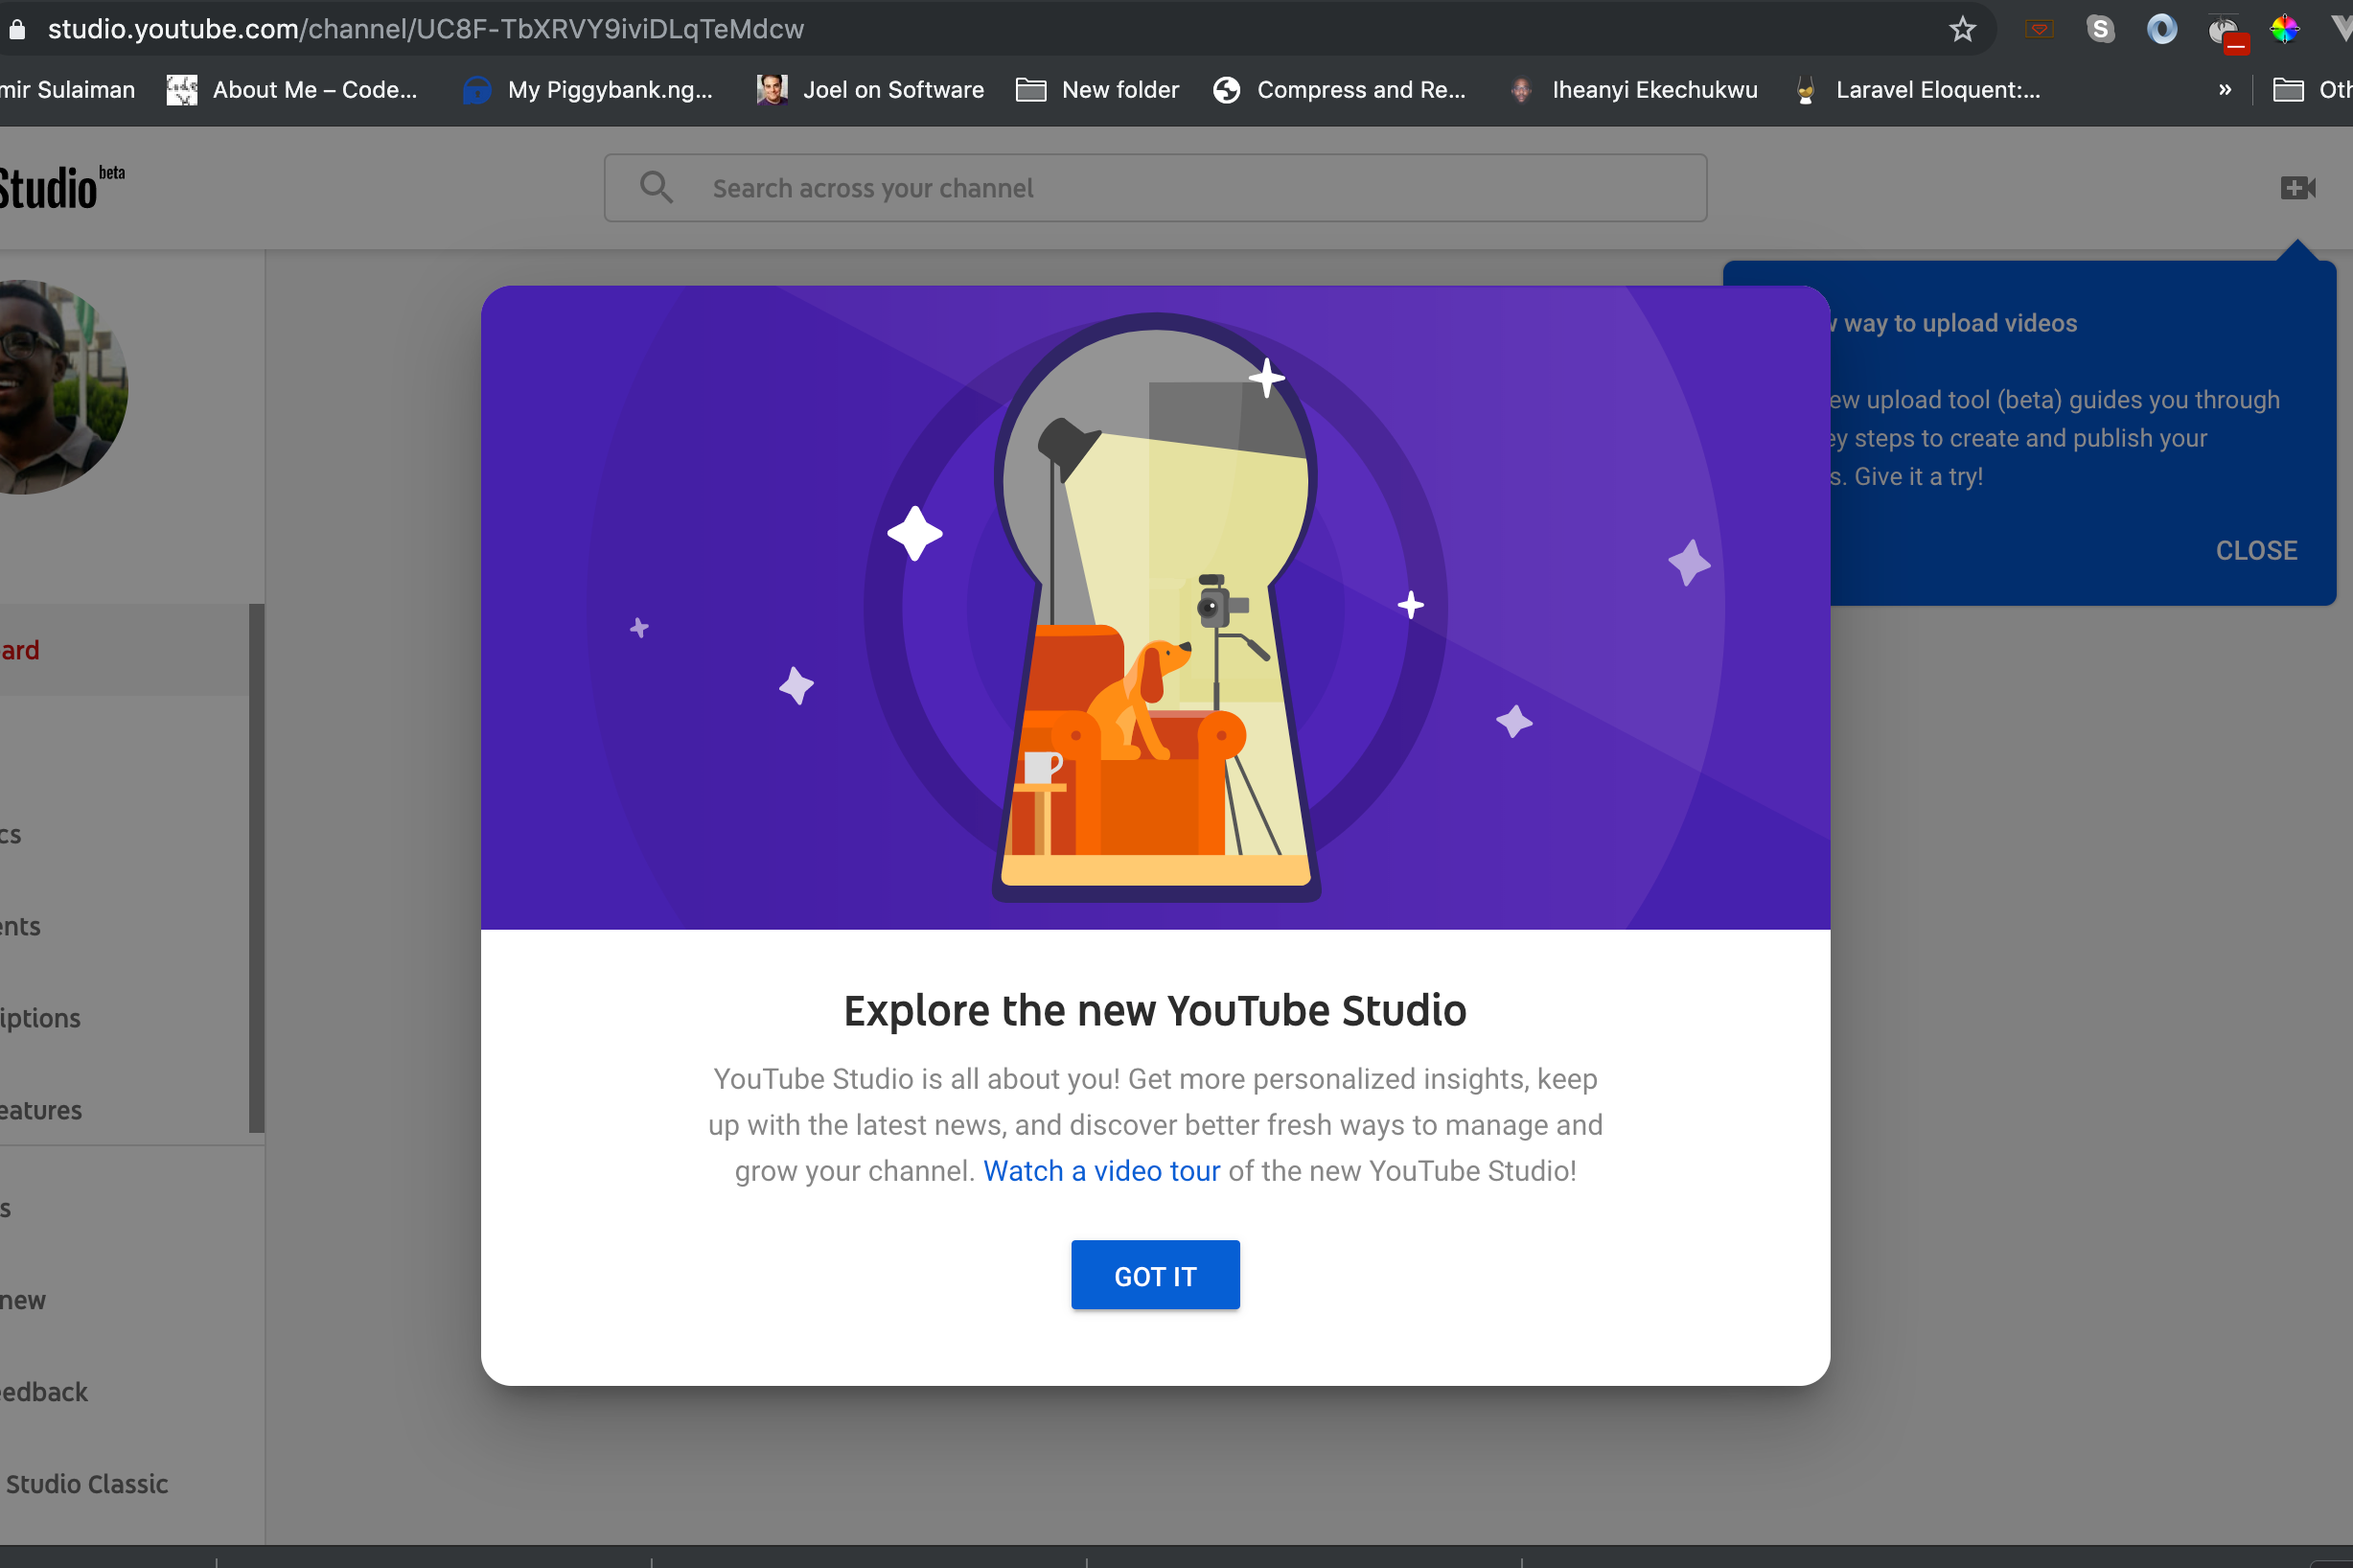 studio.youtube.com/channel/UC8F-TbXRVY9iviDLqTeMdcw
mir Sulaiman About Me – Code... My Piggybank.ng... Joel on Software New folder Compress and Re... Iheanyi Ekechukwu Laravel Eloquent:... » Oth
Studio beta
Search across your channel
w way to upload videos
ew upload tool (beta) guides you through
ey steps to create and publish your
s. Give it a try!
CLOSE
ard
cs
ents
iptions
eatures
s
new
eedback
Studio Classic
Explore the new YouTube Studio
YouTube Studio is all about you! Get more personalized insights, keep
up with the latest news, and discover better fresh ways to manage and
grow your channel. Watch a video tour of the new YouTube Studio!
GOT IT